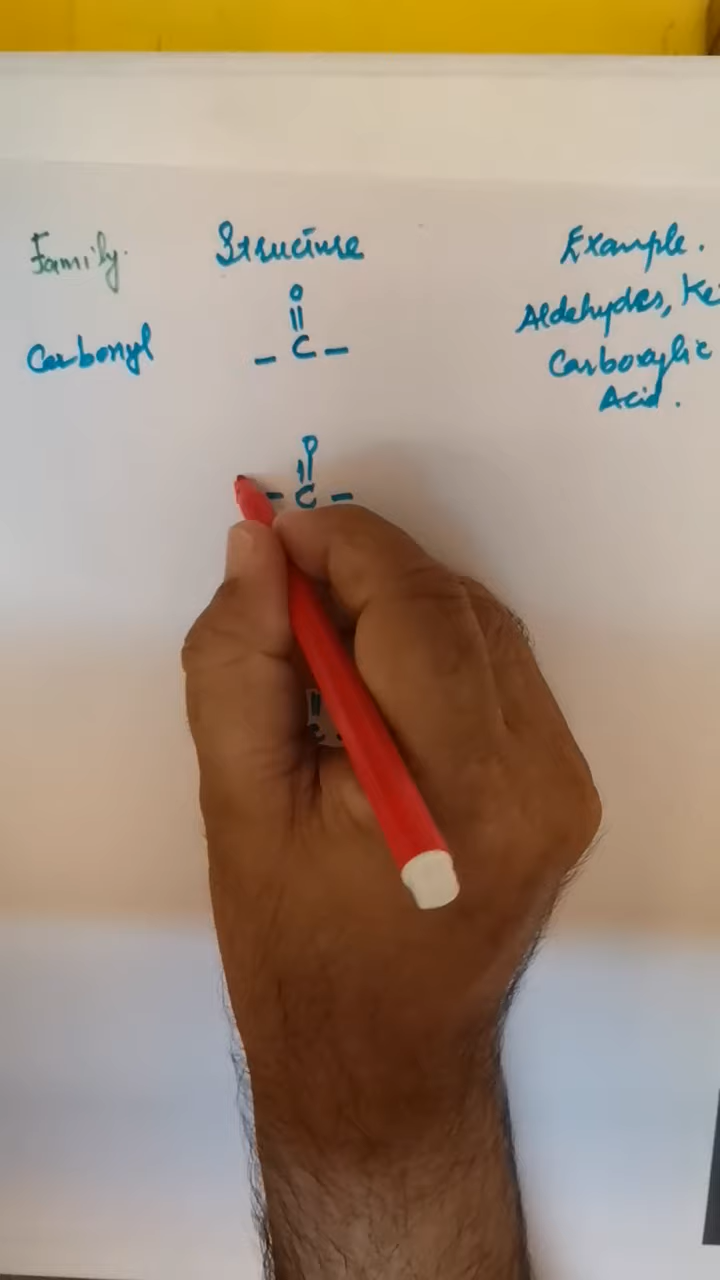 Family. Structure Example.
O
||
Carbonyl – C – Aldehydes, Ke
Carboxylic
Acid.
O
||
– C –